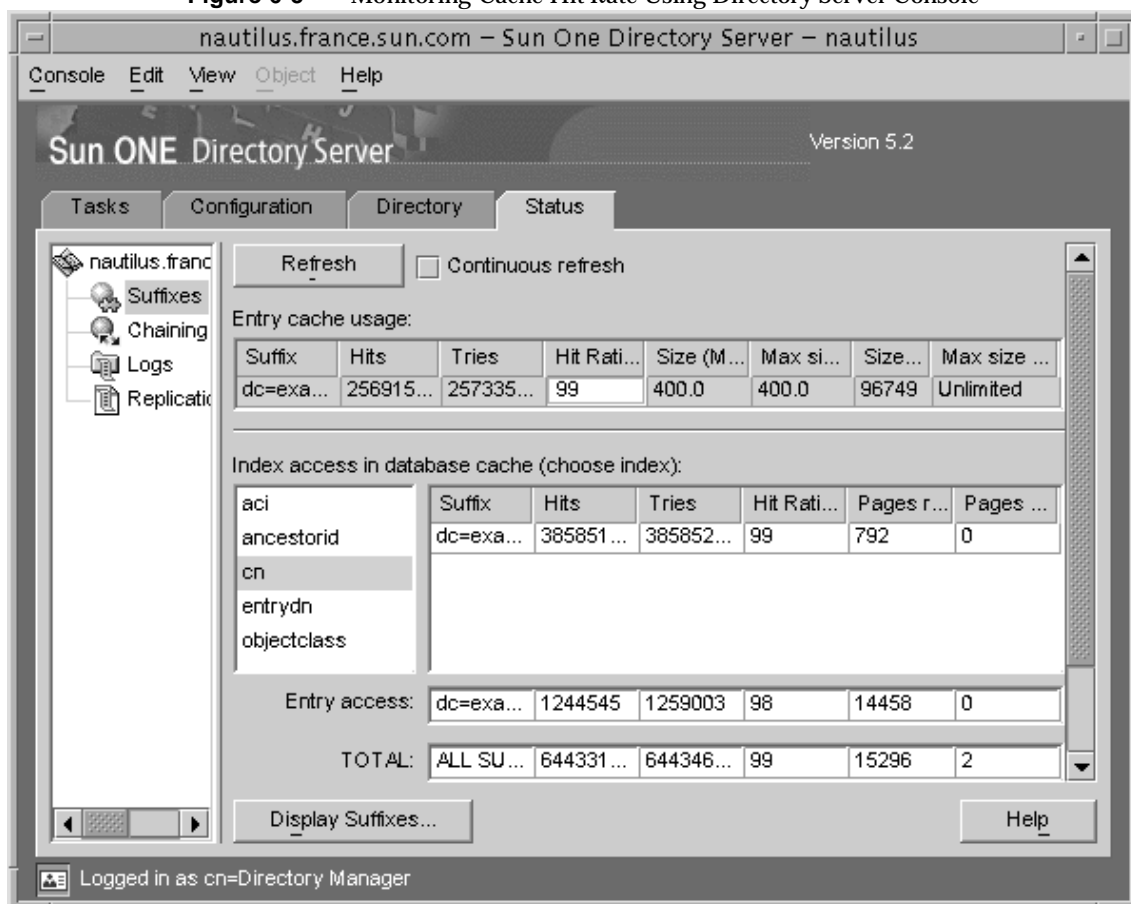 Figure 6-6 Monitoring Cache Hit Rate Using Directory Server Console
nautilus.france.sun.com – Sun One Directory Server – nautilus
Console Edit View Object Help
Sun ONE Directory Server
Version 5.2
Tasks Configuration Directory Status
nautilus.franc
Suffixes
Chaining
Logs
Replicatic
Refresh Continuous refresh
Entry cache usage:
Suffix Hits Tries Hit Rati... Size (M... Max si... Size... Max size ...
dc=exa... 256915... 257335... 99 400.0 400.0 96749 Unlimited
Index access in database cache (choose index):
aci
ancestorid
cn
entrydn
objectclass
Suffix Hits Tries Hit Rati... Pages r... Pages ...
dc=exa... 385851... 385852... 99 792 0
Entry access: dc=exa... 1244545 1259003 98 14458 0
TOTAL: ALL SU... 644331... 644346... 99 15296 2
Display Suffixes... Help
Logged in as cn=Directory Manager